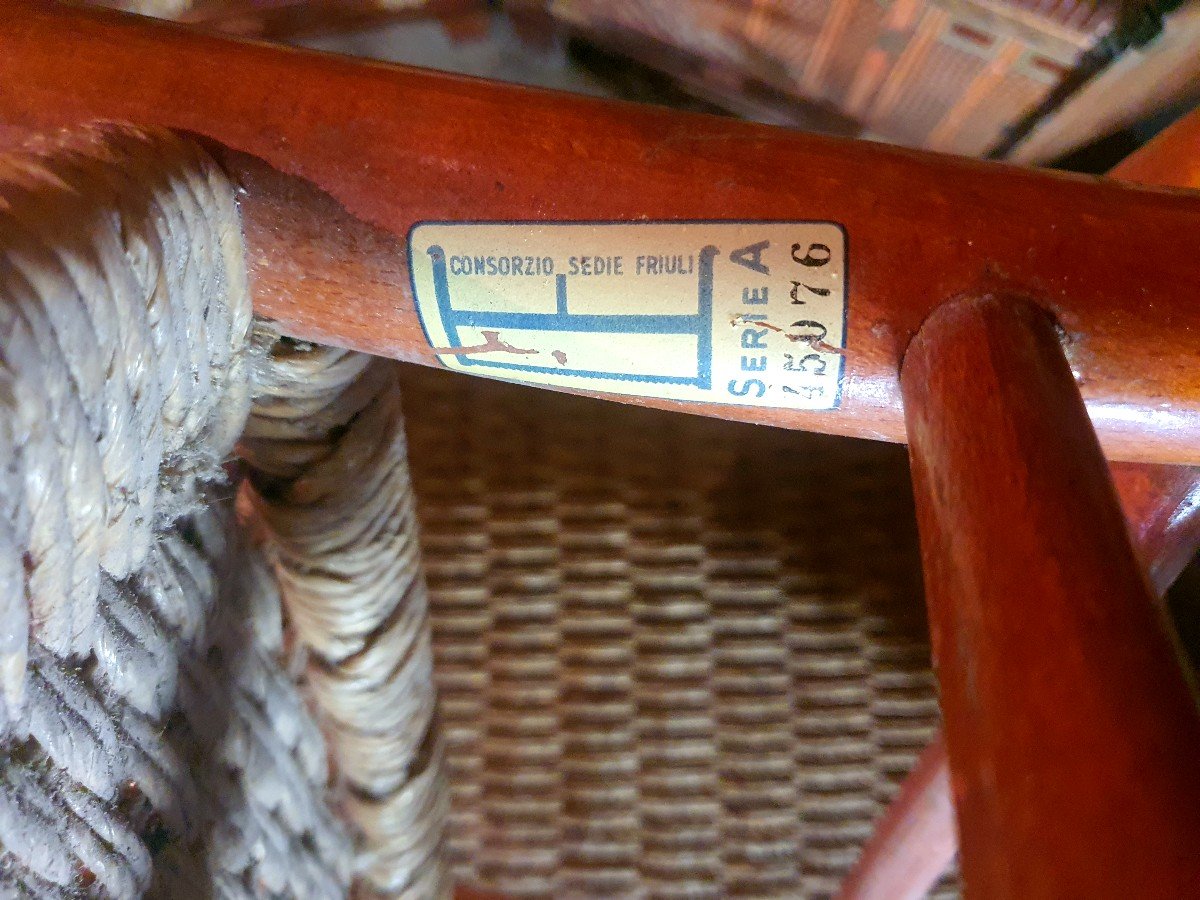 CONSORZIO SEDIE FRIULI
SERIE A
45076